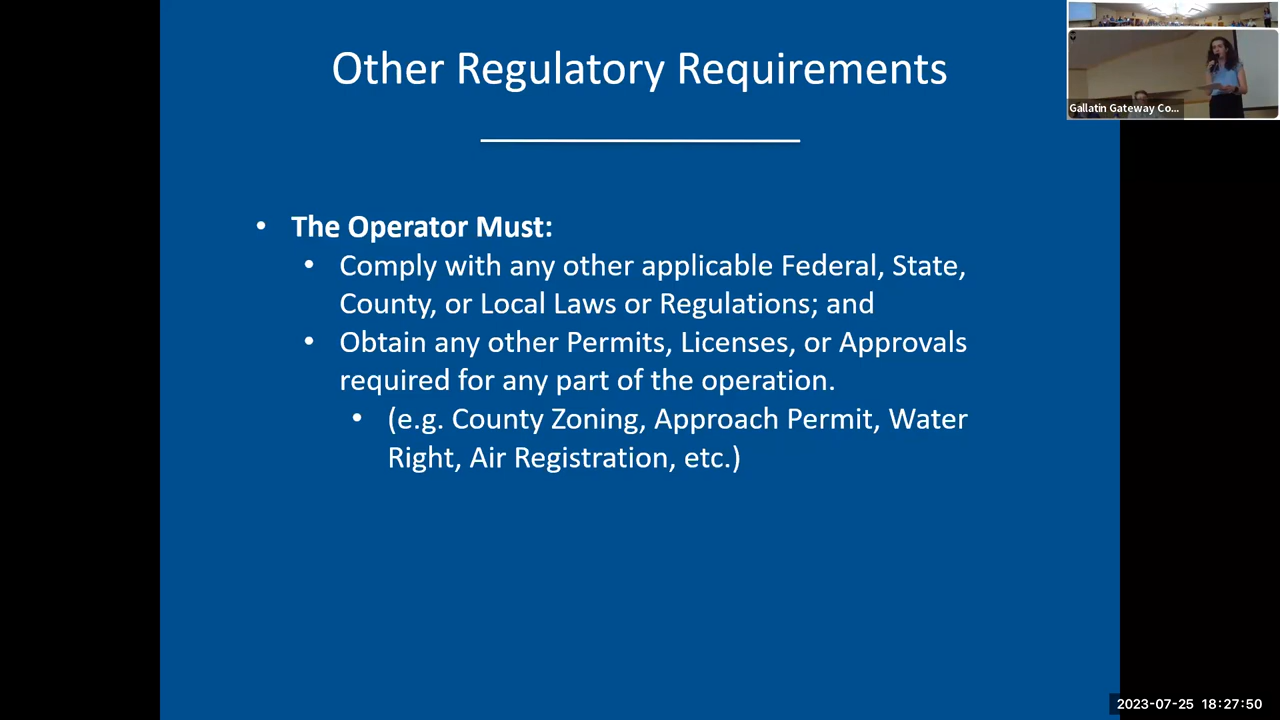 Other Regulatory Requirements
Gallatin Gateway Co...
• The Operator Must:
• Comply with any other applicable Federal, State,
County, or Local Laws or Regulations; and
• Obtain any other Permits, Licenses, or Approvals
required for any part of the operation.
• (e.g. County Zoning, Approach Permit, Water
Right, Air Registration, etc.)
2023-07-25 18:27:50